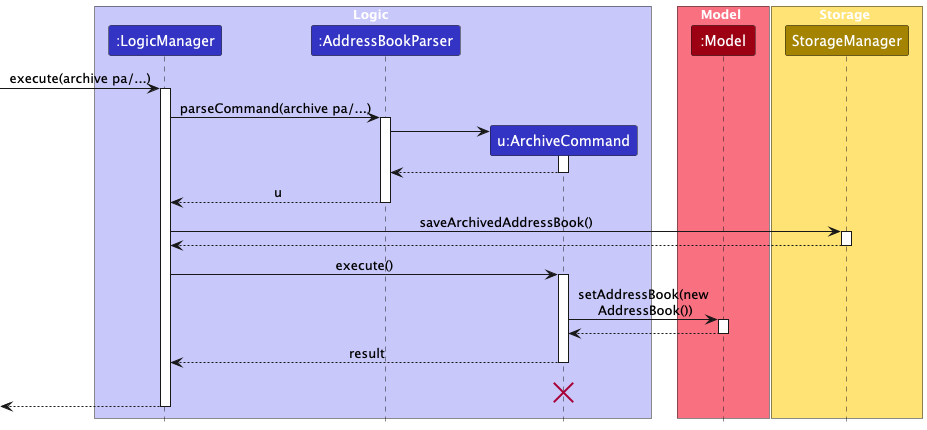 Logic
Model
Storage
:LogicManager
:AddressBookParser
:Model
StorageManager
execute(archive pa/...)
parseCommand(archive pa/...)
u:ArchiveCommand
u
saveArchivedAddressBook()
execute()
setAddressBook(new
AddressBook())
result